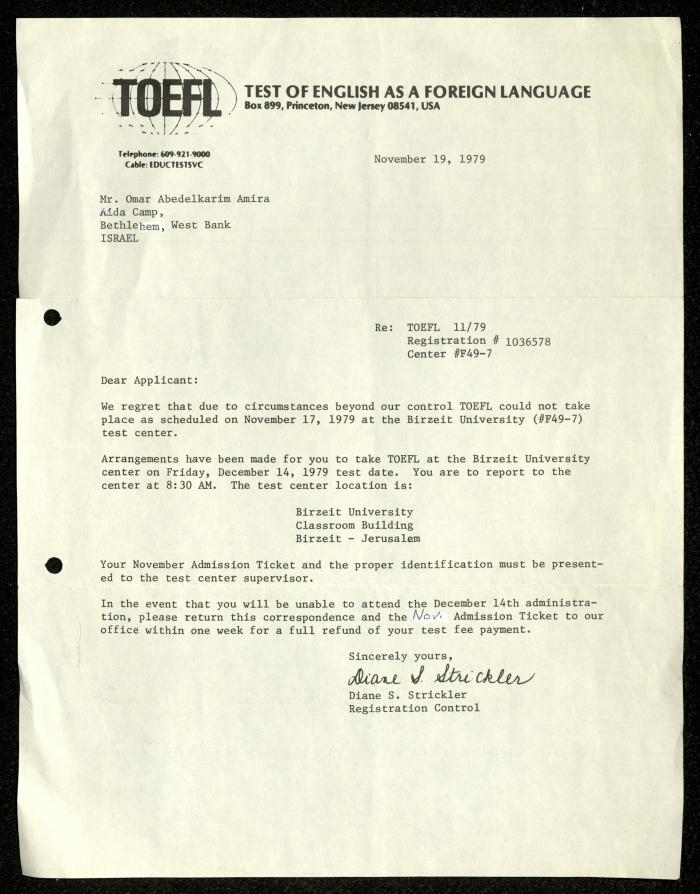 TOEFL
TEST OF ENGLISH AS A FOREIGN LANGUAGE
Box 899, Princeton, New Jersey 08541, USA
Telephone: 609-921-9000
Cable: EDUCTESTSVC
November 19, 1979
Mr. Omar Abedelkarim Amira
Aida Camp,
Bethlehem, West Bank
ISRAEL
Re: TOEFL 11/79
Registration # 1036578
Center #F49-7
Dear Applicant:
We regret that due to circumstances beyond our control TOEFL could not take
place as scheduled on November 17, 1979 at the Birzeit University (#F49-7)
test center.
Arrangements have been made for you to take TOEFL at the Birzeit University
center on Friday, December 14, 1979 test date. You are to report to the
center at 8:30 AM. The test center location is:
Birzeit University
Classroom Building
Birzeit - Jerusalem
Your November Admission Ticket and the proper identification must be present-
ed to the test center supervisor.
In the event that you will be unable to attend the December 14th administra-
tion, please return this correspondence and the Nov. Admission Ticket to our
office within one week for a full refund of your test fee payment.
Sincerely yours,
Diane S. Strickler
Diane S. Strickler
Registration Control